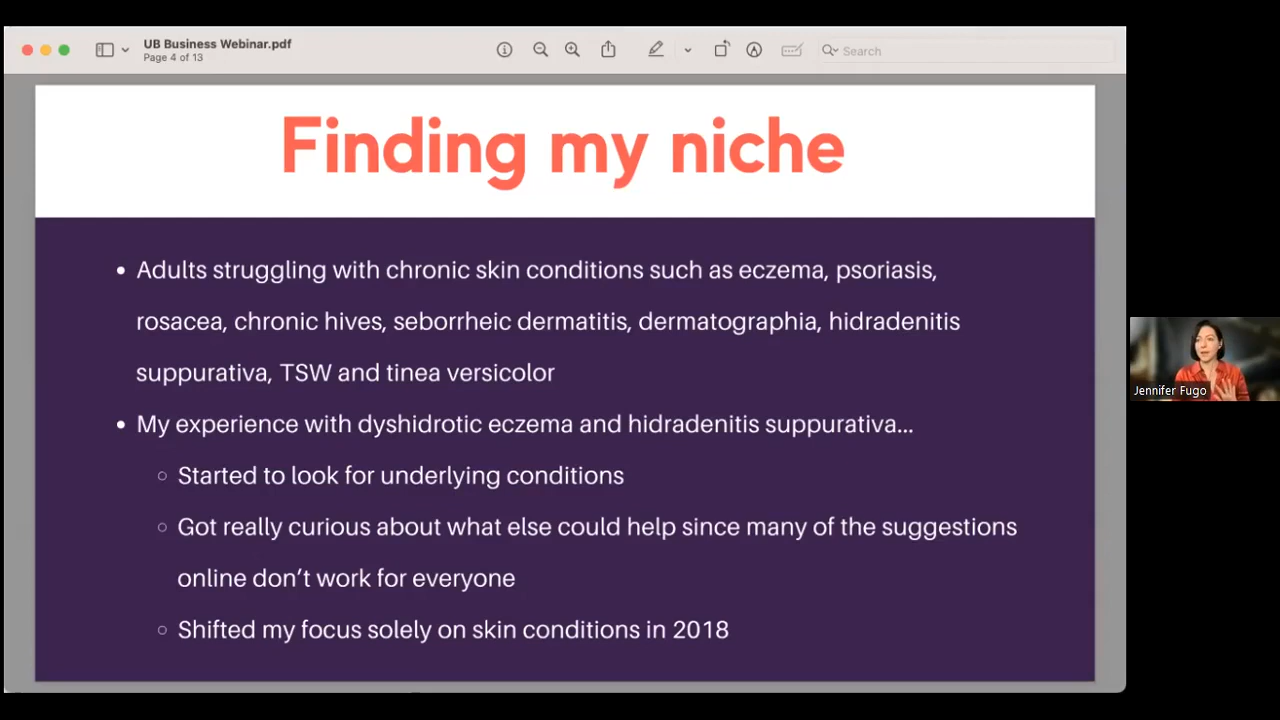 UB Business Webinar.pdf
Page 4 of 13
Search
Finding my niche
• Adults struggling with chronic skin conditions such as eczema, psoriasis,
rosacea, chronic hives, seborrheic dermatitis, dermatographia, hidradenitis
suppurativa, TSW and tinea versicolor
• My experience with dyshidrotic eczema and hidradenitis suppurativa...
○ Started to look for underlying conditions
○ Got really curious about what else could help since many of the suggestions
online don’t work for everyone
○ Shifted my focus solely on skin conditions in 2018
Jennifer Fugo